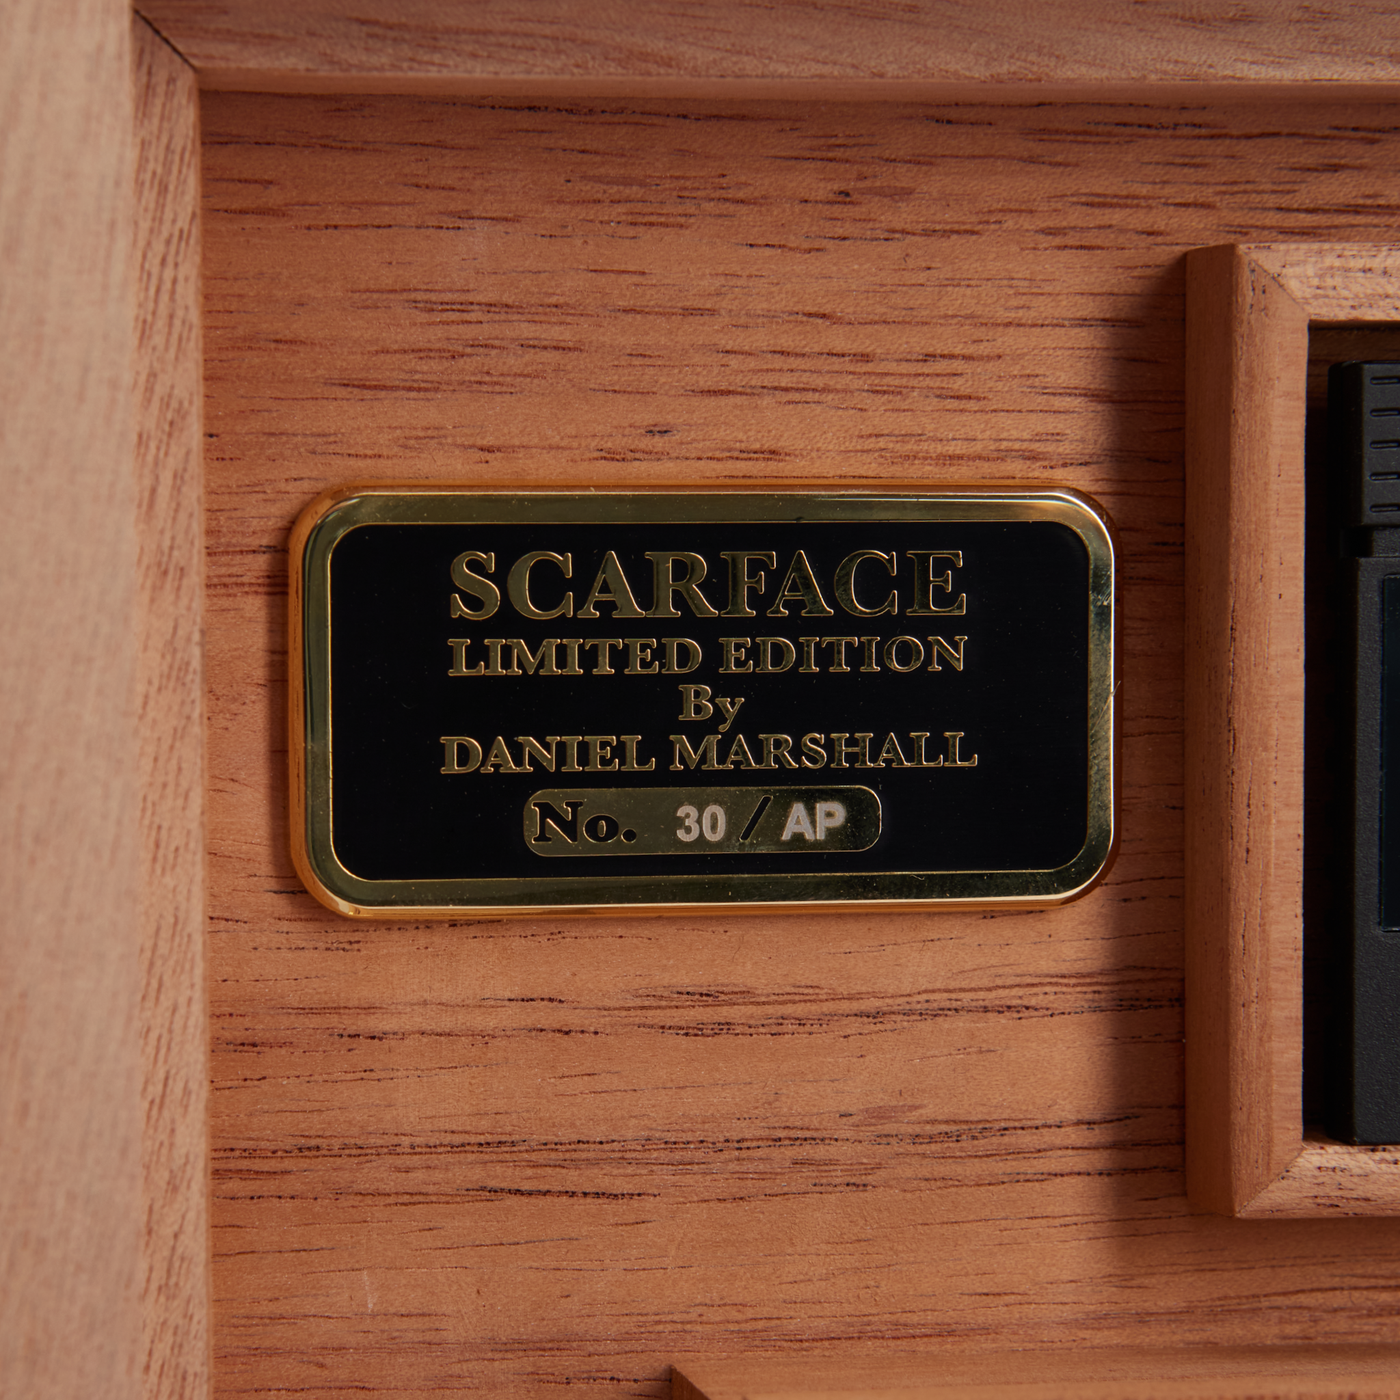 SCARFACE
LIMITED EDITION
By
DANIEL MARSHALL
No. 30 / AP